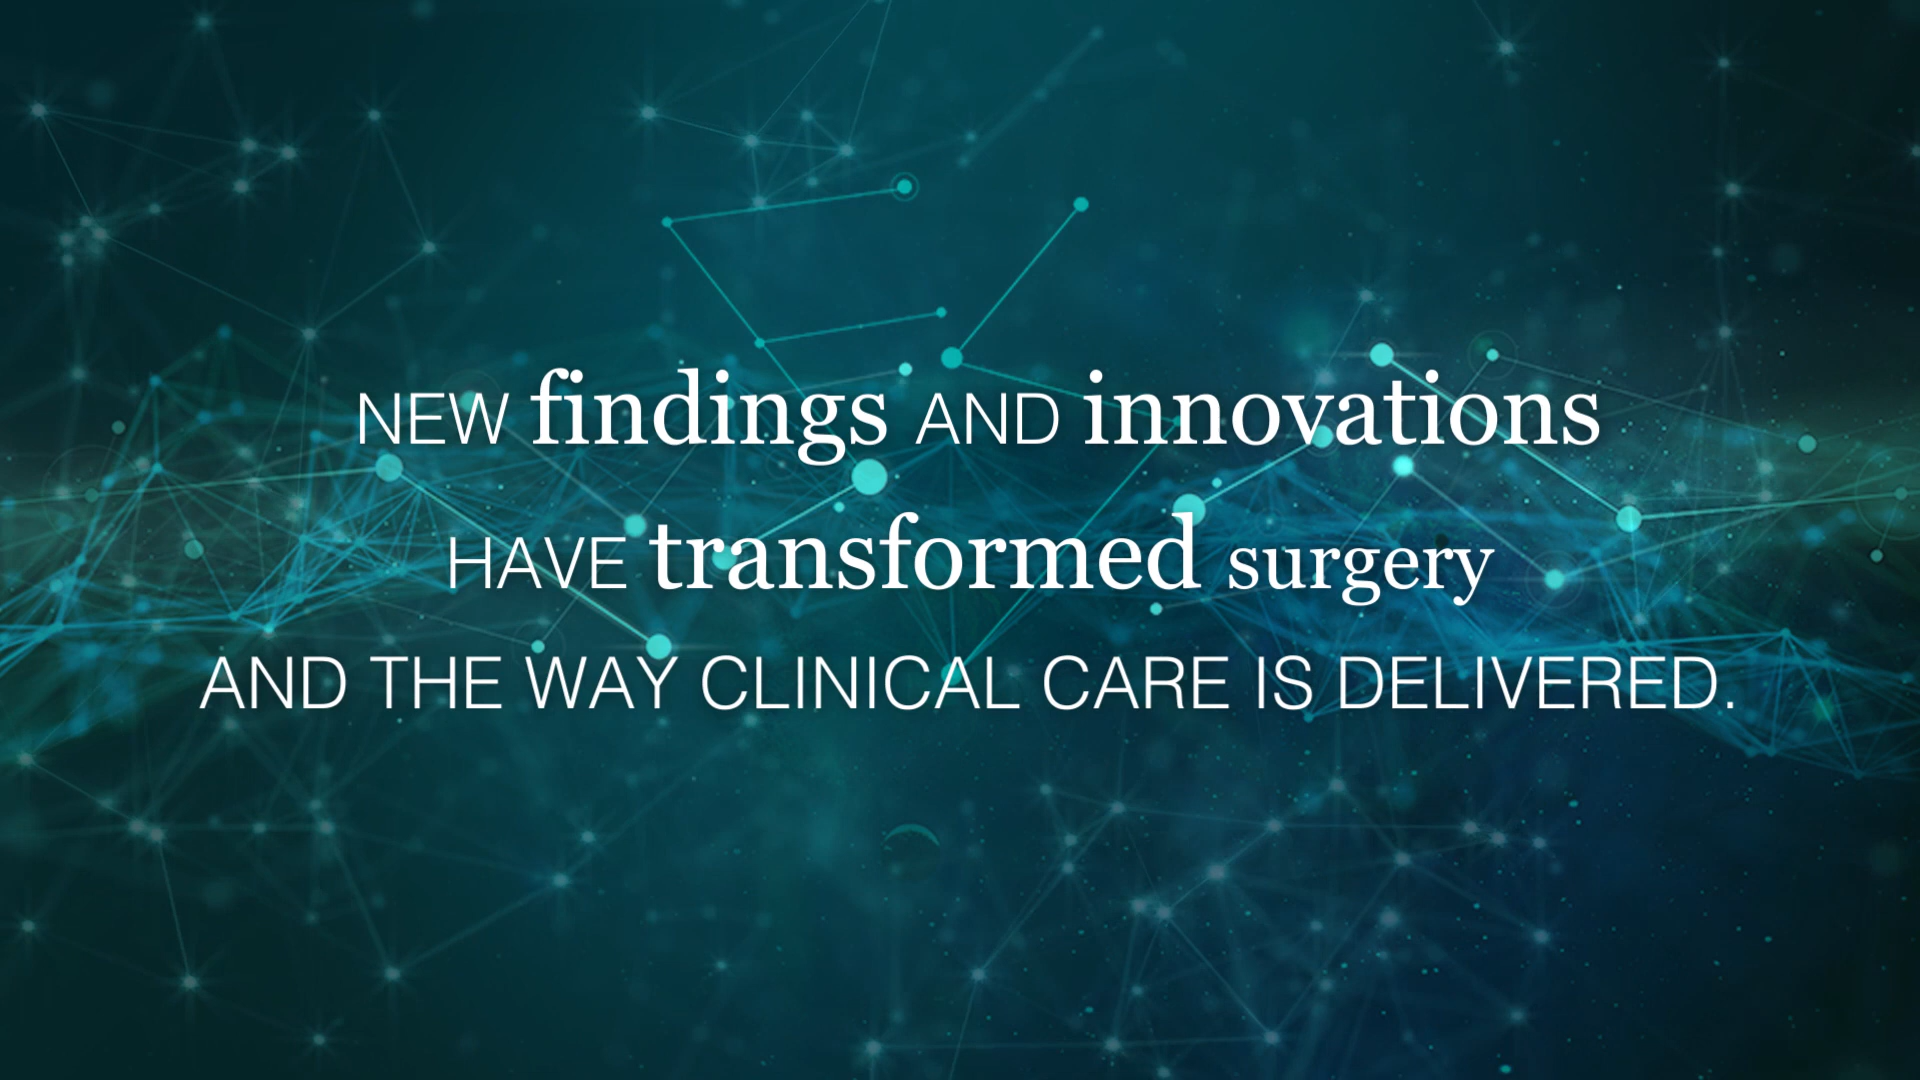 NEW findings AND innovations
HAVE transformed surgery
AND THE WAY CLINICAL CARE IS DELIVERED.